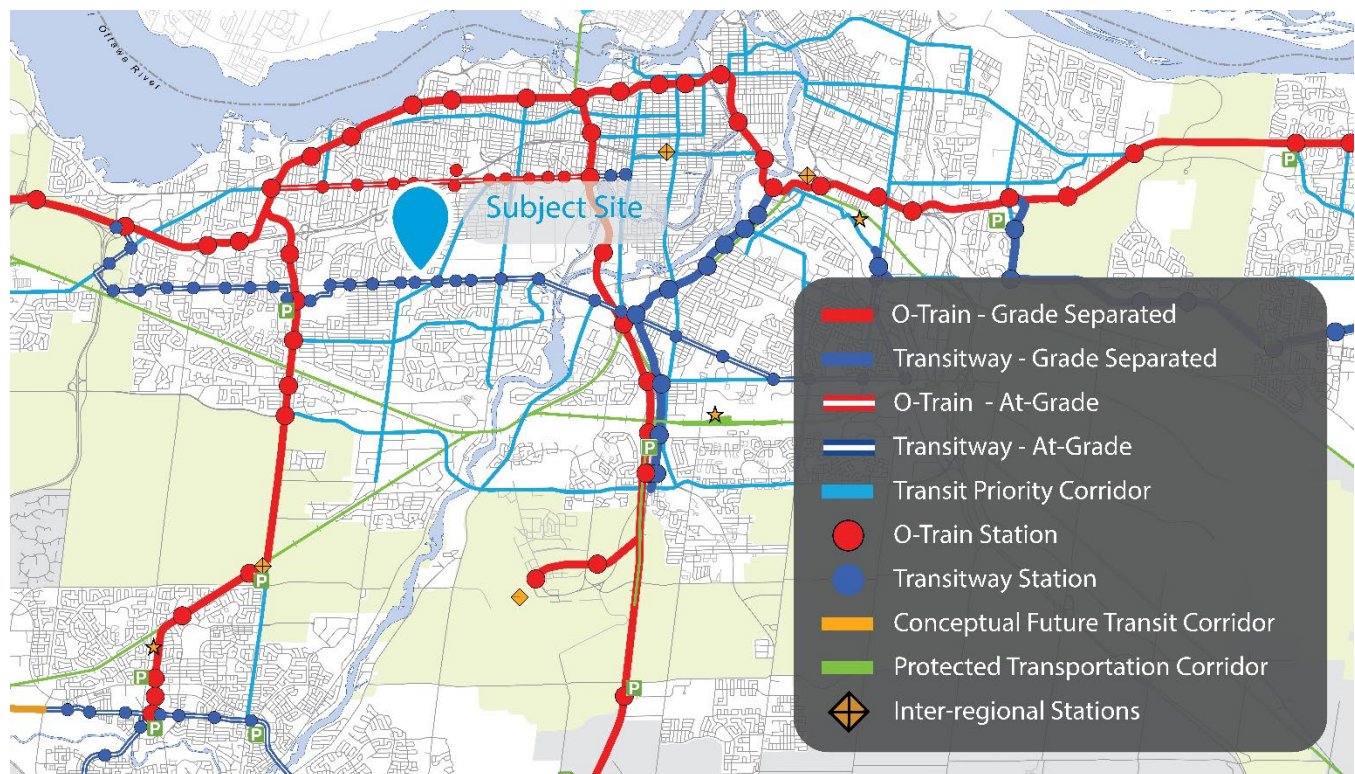 Ottawa River
Subject Site
P
P
P
P
P
P
P
P
P
P
O-Train - Grade Separated
Transitway - Grade Separated
O-Train - At-Grade
Transitway - At-Grade
Transit Priority Corridor
O-Train Station
Transitway Station
Conceptual Future Transit Corridor
Protected Transportation Corridor
Inter-regional Stations